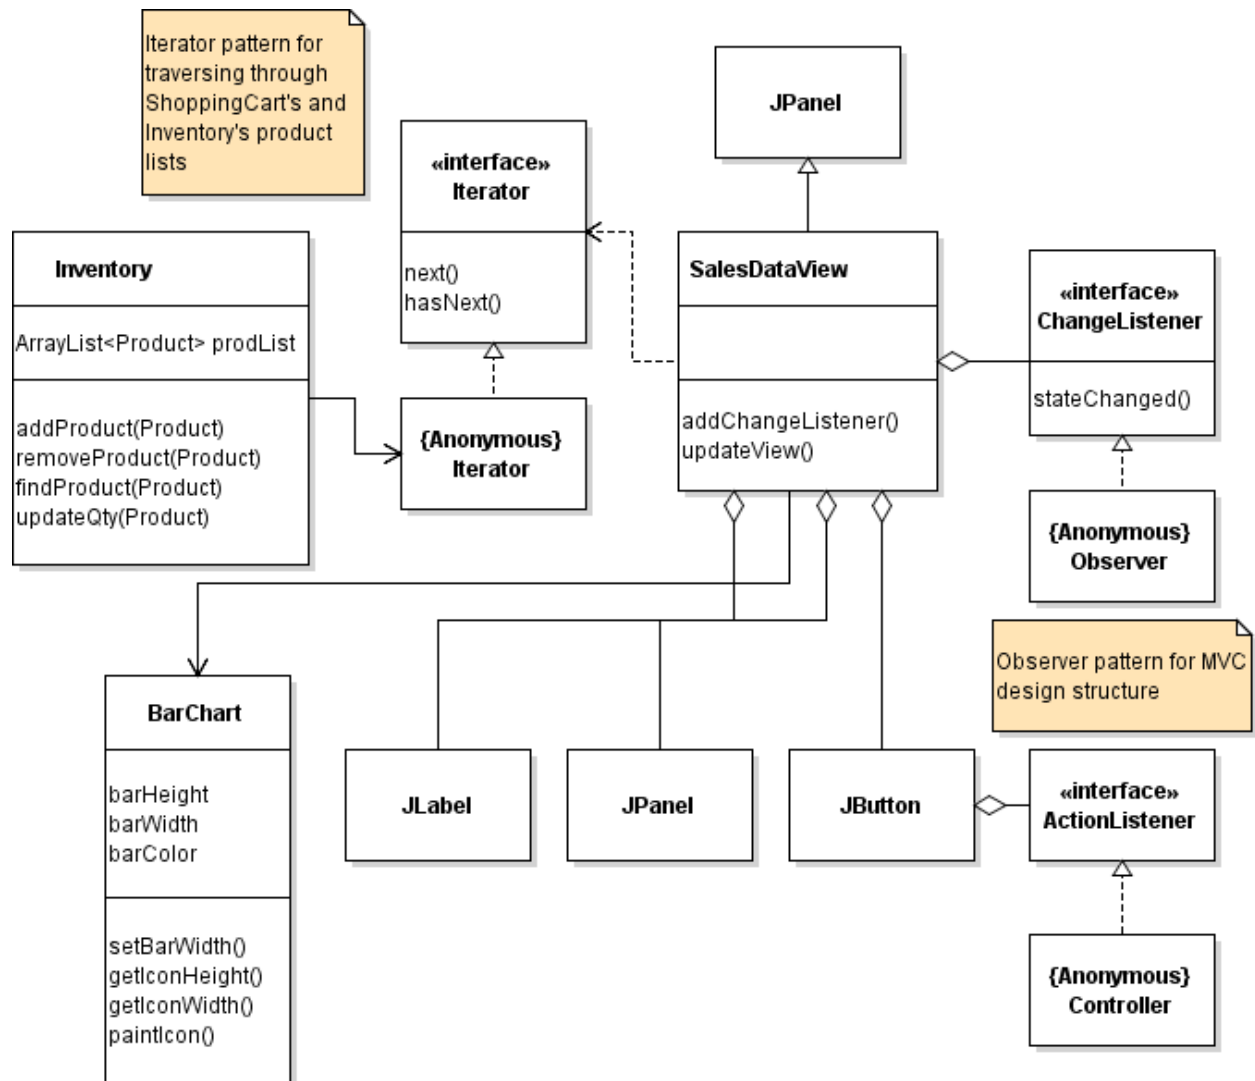 Iterator pattern for
traversing through
ShoppingCart's and
Inventory's product
lists
JPanel
«interface»
Iterator
next()
hasNext()
Inventory
ArrayList<Product> prodList
addProduct(Product)
removeProduct(Product)
findProduct(Product)
updateQty(Product)
{Anonymous}
Iterator
SalesDataView
addChangeListener()
updateView()
«interface»
ChangeListener
stateChanged()
{Anonymous}
Observer
Observer pattern for MVC
design structure
BarChart
barHeight
barWidth
barColor
setBarWidth()
getIconHeight()
getIconWidth()
paintIcon()
JLabel
JPanel
JButton
«interface»
ActionListener
{Anonymous}
Controller